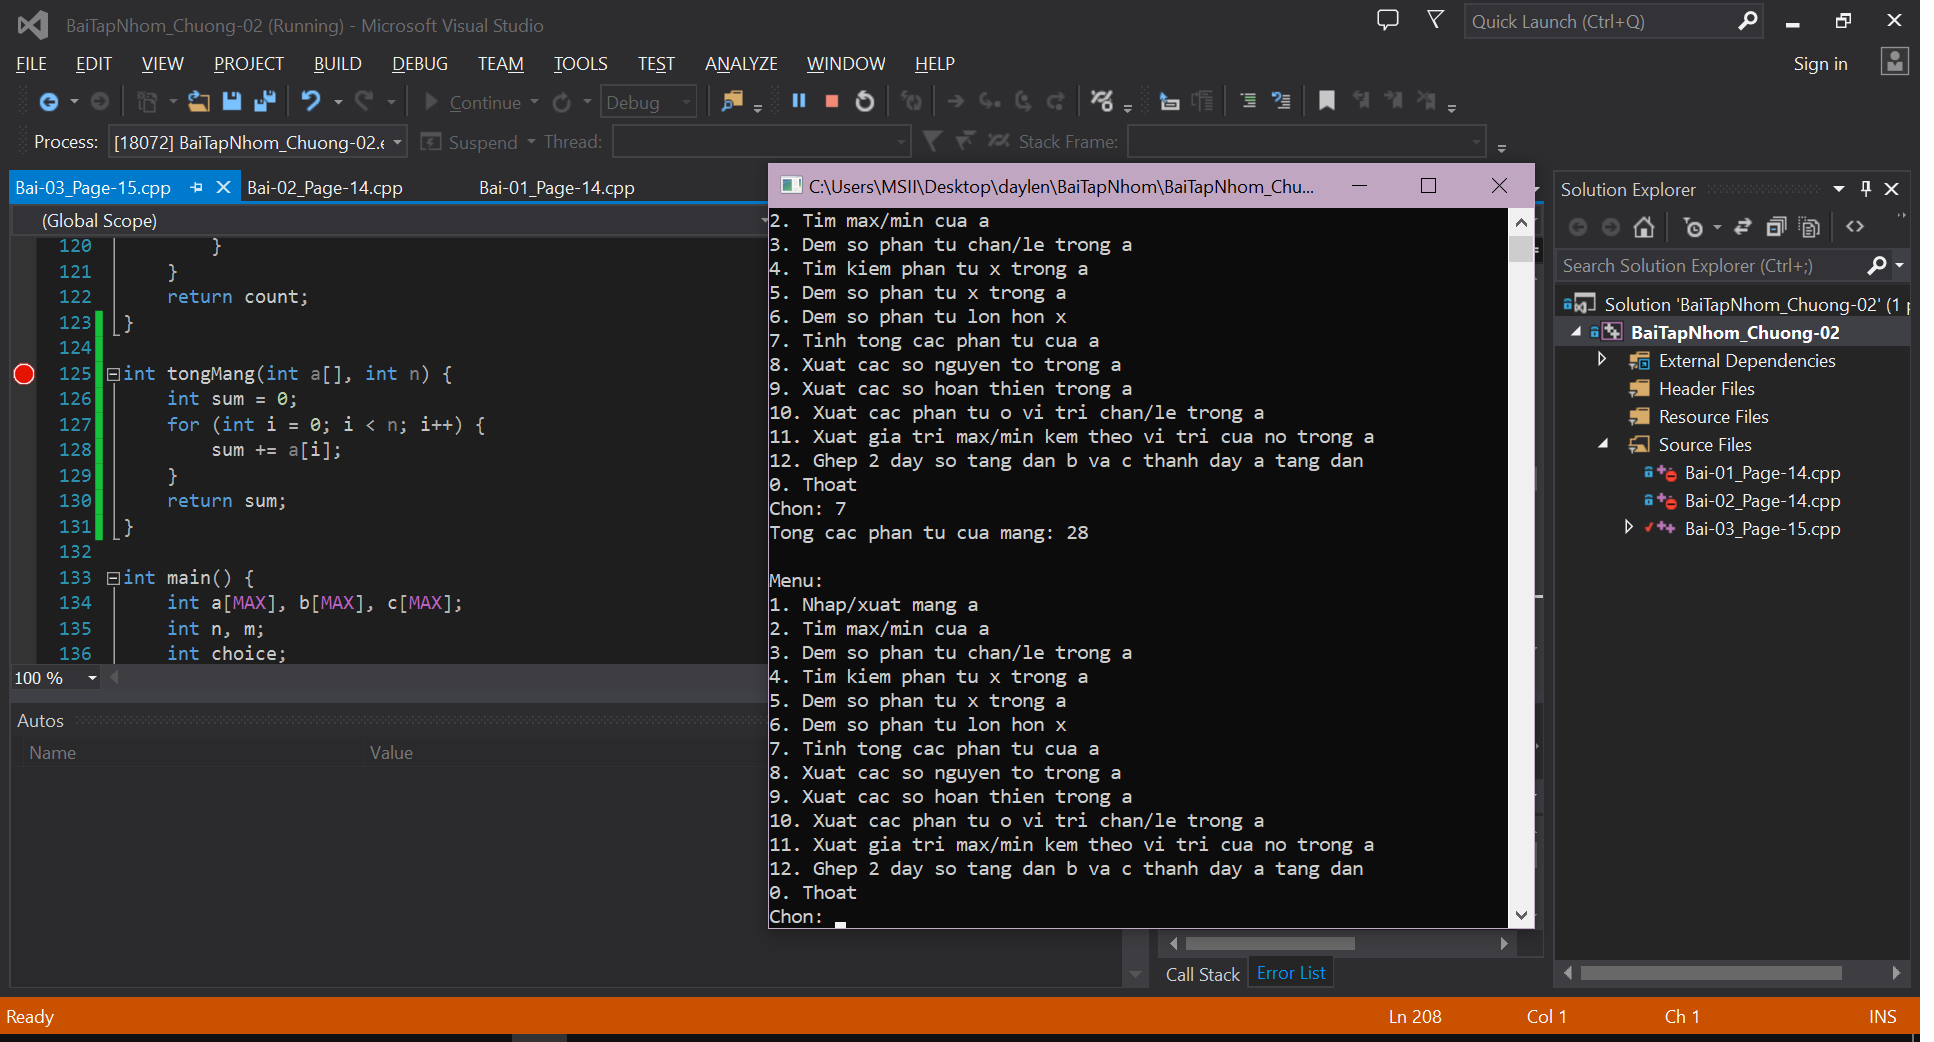 BaiTapNhom_Chuong-02 (Running) - Microsoft Visual Studio
Quick Launch (Ctrl+Q)
FILE EDIT VIEW PROJECT BUILD DEBUG TEAM TOOLS TEST ANALYZE WINDOW HELP
Sign in
Continue
Debug
Process: [18072] BaiTapNhom_Chuong-02.e
Suspend
Thread:
Stack Frame:
Bai-03_Page-15.cpp
Bai-02_Page-14.cpp
Bai-01_Page-14.cpp
(Global Scope)
120 }
121 }
122 return count;
123 }
124
125 int tongMang(int a[], int n) {
126 int sum = 0;
127 for (int i = 0; i < n; i++) {
128 sum += a[i];
129 }
130 return sum;
131 }
132
133 int main() {
134 int a[MAX], b[MAX], c[MAX];
135 int n, m;
136 int choice;
100 %
Autos
Name Value
C:\Users\MSII\Desktop\daylen\BaiTapNhom\BaiTapNhom_Chu...
2. Tim max/min cua a
3. Dem so phan tu chan/le trong a
4. Tim kiem phan tu x trong a
5. Dem so phan tu x trong a
6. Dem so phan tu lon hon x
7. Tinh tong cac phan tu cua a
8. Xuat cac so nguyen to trong a
9. Xuat cac so hoan thien trong a
10. Xuat cac phan tu o vi tri chan/le trong a
11. Xuat gia tri max/min kem theo vi tri cua no trong a
12. Ghep 2 day so tang dan b va c thanh day a tang dan
0. Thoat
Chon: 7
Tong cac phan tu cua mang: 28
Menu:
1. Nhap/xuat mang a
2. Tim max/min cua a
3. Dem so phan tu chan/le trong a
4. Tim kiem phan tu x trong a
5. Dem so phan tu x trong a
6. Dem so phan tu lon hon x
7. Tinh tong cac phan tu cua a
8. Xuat cac so nguyen to trong a
9. Xuat cac so hoan thien trong a
10. Xuat cac phan tu o vi tri chan/le trong a
11. Xuat gia tri max/min kem theo vi tri cua no trong a
12. Ghep 2 day so tang dan b va c thanh day a tang dan
0. Thoat
Chon:
Call Stack
Error List
Solution Explorer
Search Solution Explorer (Ctrl+;)
Solution 'BaiTapNhom_Chuong-02' (1 p
BaiTapNhom_Chuong-02
External Dependencies
Header Files
Resource Files
Source Files
Bai-01_Page-14.cpp
Bai-02_Page-14.cpp
Bai-03_Page-15.cpp
Ready
Ln 208
Col 1
Ch 1
INS